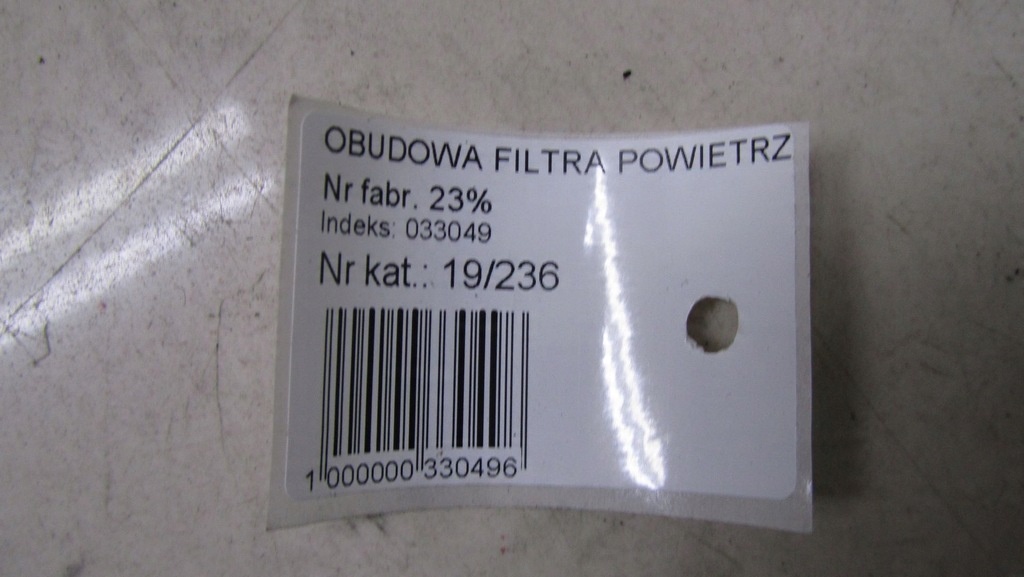 OBUDOWA FILTRA POWIETRZ
Nr fabr. 23%
Indeks: 033049
Nr kat.: 19/236
1 000000 330496